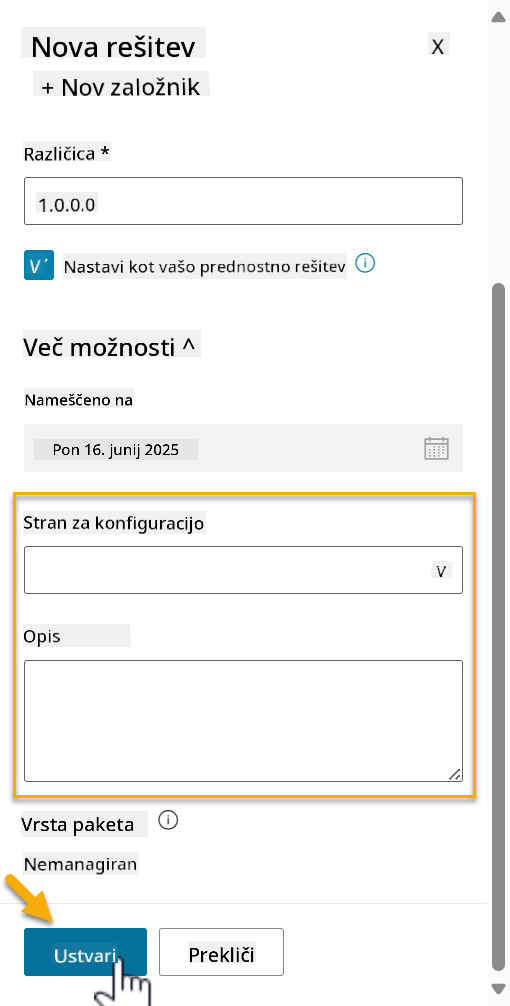 Nova rešitev
X
+ Nov založnik
Različica *
1.0.0.0
Nastavi kot vašo prednostno rešitev
Več možnosti ^
Nameščeno na
Pon 16. junij 2025
Stran za konfiguracijo
V
Opis
Vrsta paketa
Nemanagiran
Ustvari
Prekliči